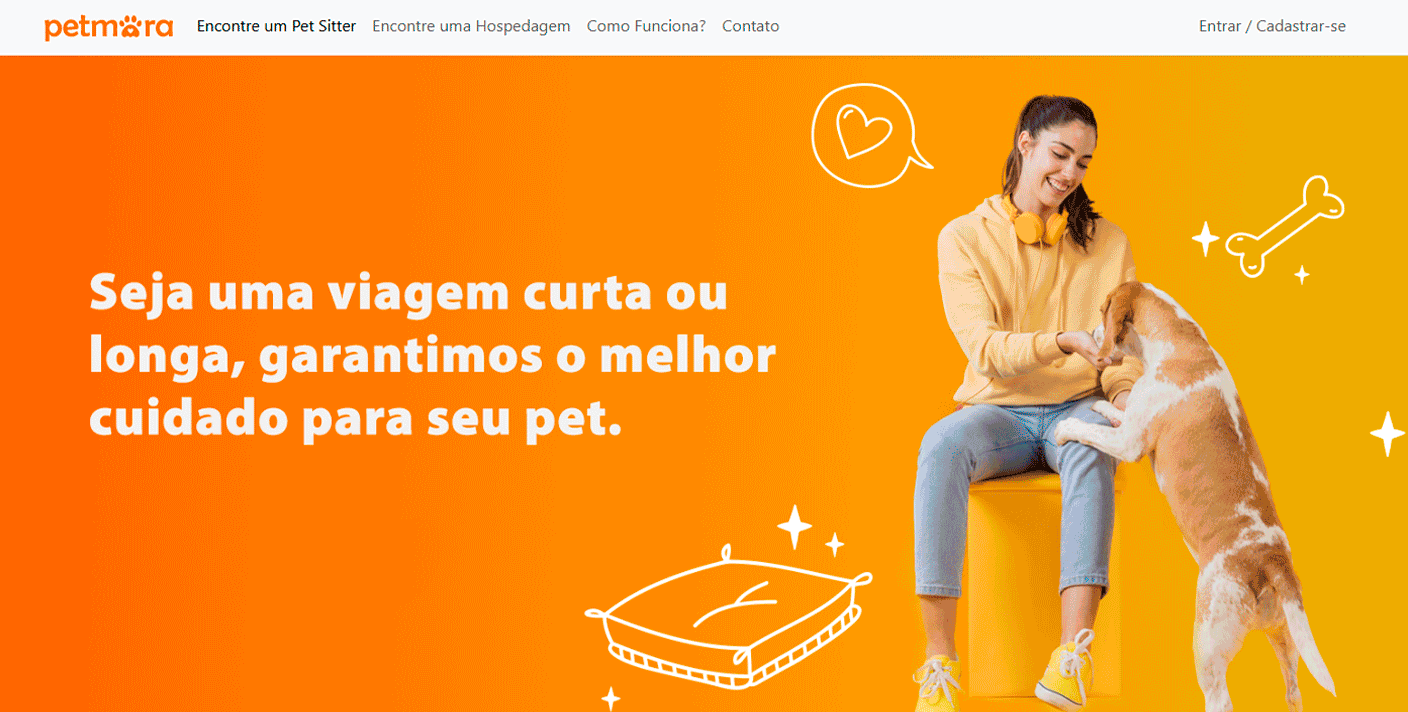 petmora
Encontre um Pet Sitter
Encontre uma Hospedagem
Como Funciona?
Contato
Entrar / Cadastrar-se
Seja uma viagem curta ou
longa, garantimos o melhor
cuidado para seu pet.